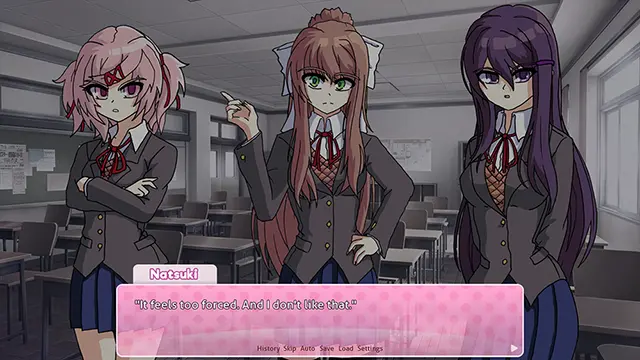 Natsuki
"It feels too forced. And I don't like that."
History Skip Auto Save Load Settings